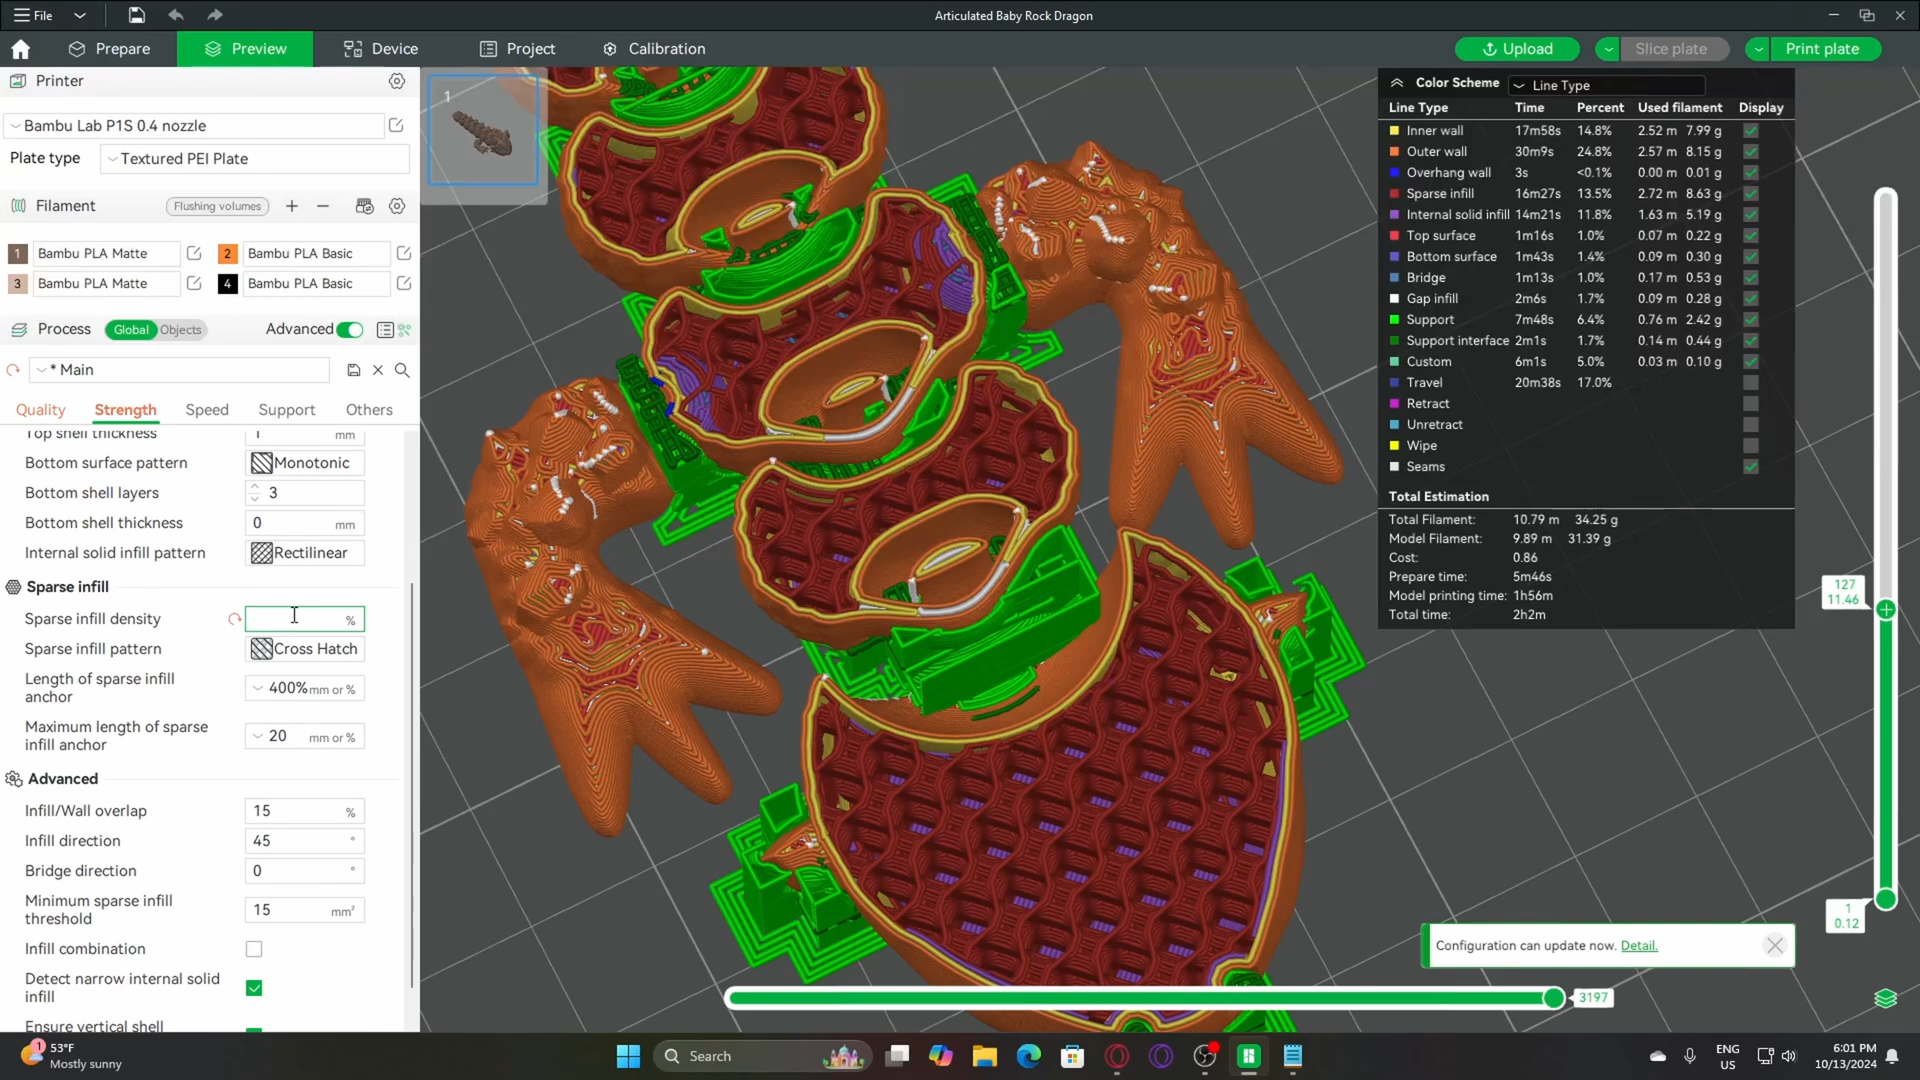 File
Articulated Baby Rock Dragon
Prepare
Preview
Device
Project
Calibration
Upload
Slice plate
Print plate
Printer
Bambu Lab P1S 0.4 nozzle
Plate type
Textured PEI Plate
Filament
Flushing volumes
1 Bambu PLA Matte
2 Bambu PLA Basic
3 Bambu PLA Matte
4 Bambu PLA Basic
Process
Global
Objects
Advanced
* Main
Quality
Strength
Speed
Support
Others
Top shell thickness 1 mm
Bottom surface pattern Monotonic
Bottom shell layers 3
Bottom shell thickness 0 mm
Internal solid infill pattern Rectilinear
Sparse infill
Sparse infill density %
Sparse infill pattern Cross Hatch
Length of sparse infill
anchor
400% mm or %
Maximum length of sparse
infill anchor
20 mm or %
Advanced
Infill/Wall overlap 15 %
Infill direction 45 °
Bridge direction 0 °
Minimum sparse infill
threshold
15 mm²
Infill combination
Detect narrow internal solid
infill
Ensure vertical shell
1
Color Scheme Line Type
Line Type Time Percent Used filament Display
Inner wall 17m58s 14.8% 2.52 m 7.99 g
Outer wall 30m9s 24.8% 2.57 m 8.15 g
Overhang wall 3s <0.1% 0.00 m 0.01 g
Sparse infill 16m27s 13.5% 2.72 m 8.63 g
Internal solid infill 14m21s 11.8% 1.63 m 5.19 g
Top surface 1m16s 1.0% 0.07 m 0.22 g
Bottom surface 1m43s 1.4% 0.09 m 0.30 g
Bridge 1m13s 1.0% 0.17 m 0.53 g
Gap infill 2m6s 1.7% 0.09 m 0.28 g
Support 7m48s 6.4% 0.76 m 2.42 g
Support interface 2m1s 1.7% 0.14 m 0.44 g
Custom 6m1s 5.0% 0.03 m 0.10 g
Travel 20m38s 17.0%
Retract
Unretract
Wipe
Seams
Total Estimation
Total Filament: 10.79 m 34.25 g
Model Filament: 9.89 m 31.39 g
Cost: 0.86
Prepare time: 5m46s
Model printing time: 1h56m
Total time: 2h2m
127
11.46
1
0.12
Configuration can update now. Detail.
3197
1
53°F
Mostly sunny
Search
ENG
US
6:01 PM
10/13/2024